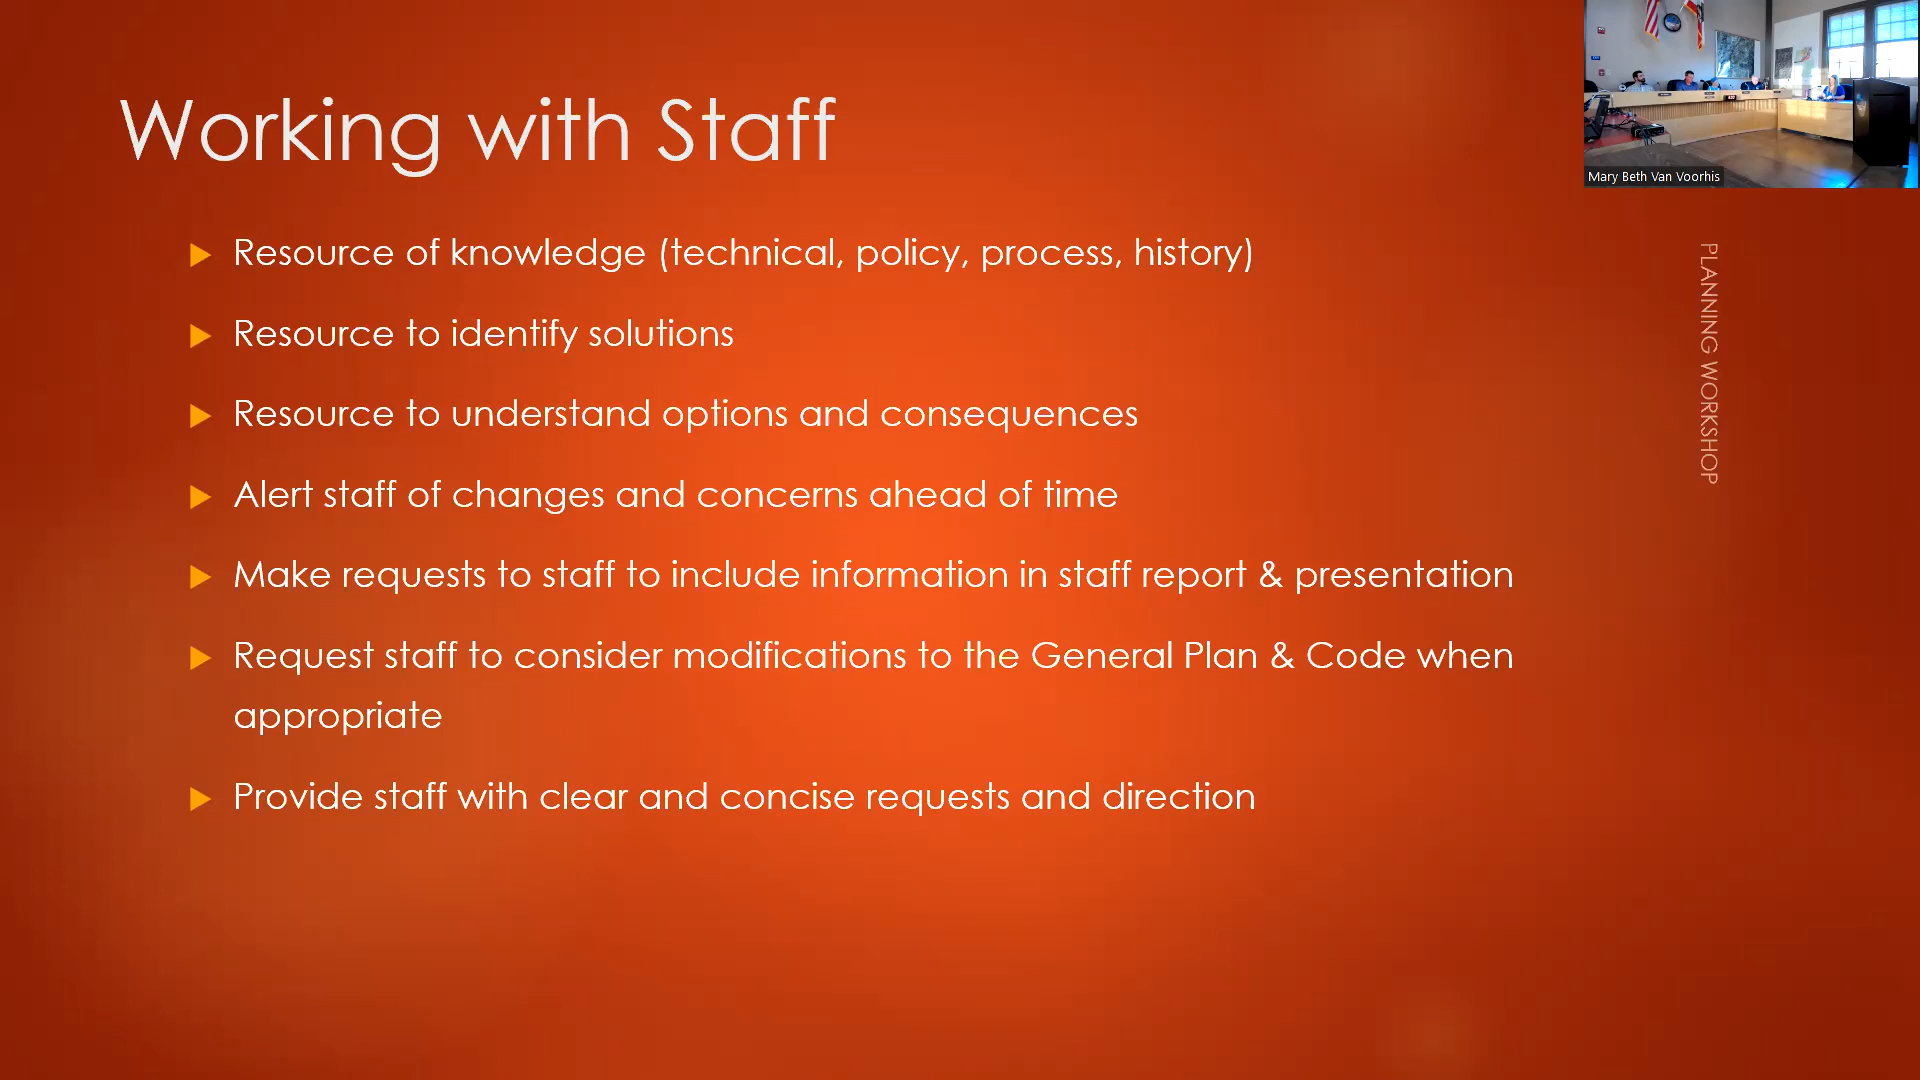 Working with Staff
Resource of knowledge (technical, policy, process, history)
Resource to identify solutions
Resource to understand options and consequences
Alert staff of changes and concerns ahead of time
Make requests to staff to include information in staff report & presentation
Request staff to consider modifications to the General Plan & Code when
appropriate
Provide staff with clear and concise requests and direction
PLANNING WORKSHOP
Mary Beth Van Voorhis